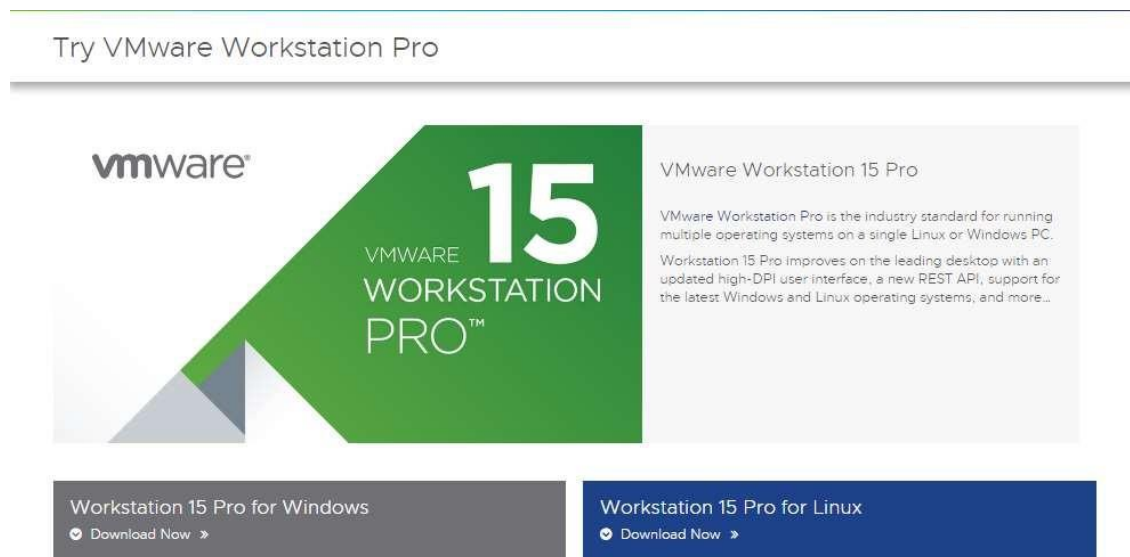 Try VMware Workstation Pro
vmware®
15
VMWARE
WORKSTATION
PRO™
VMware Workstation 15 Pro
VMware Workstation Pro is the industry standard for running
multiple operating systems on a single Linux or Windows PC.
Workstation 15 Pro improves on the leading desktop with an
updated high-DPI user interface, a new REST API, support for
the latest Windows and Linux operating systems, and more...
Workstation 15 Pro for Windows
Download Now »
Workstation 15 Pro for Linux
Download Now »